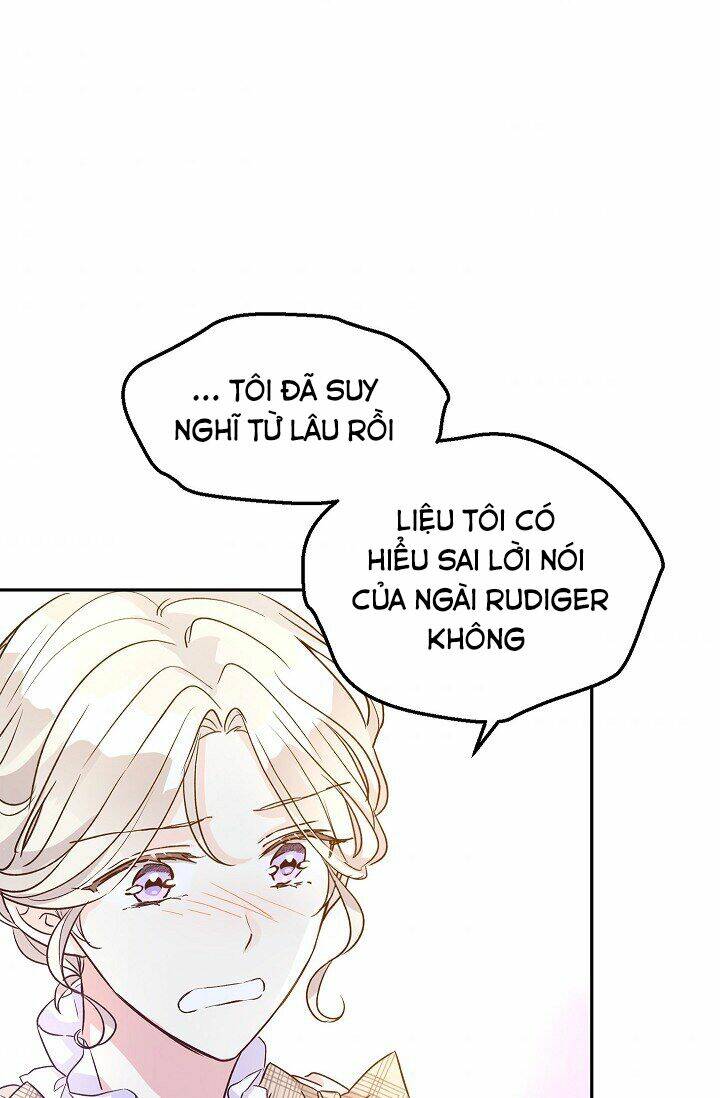 ... TÔI ĐÃ SUY
NGHĨ TỪ LÂU RỒI
LIỆU TÔI CÓ
HIỂU SAI LỜI NÓI
CỦA NGÀI RUDIGER
KHÔNG